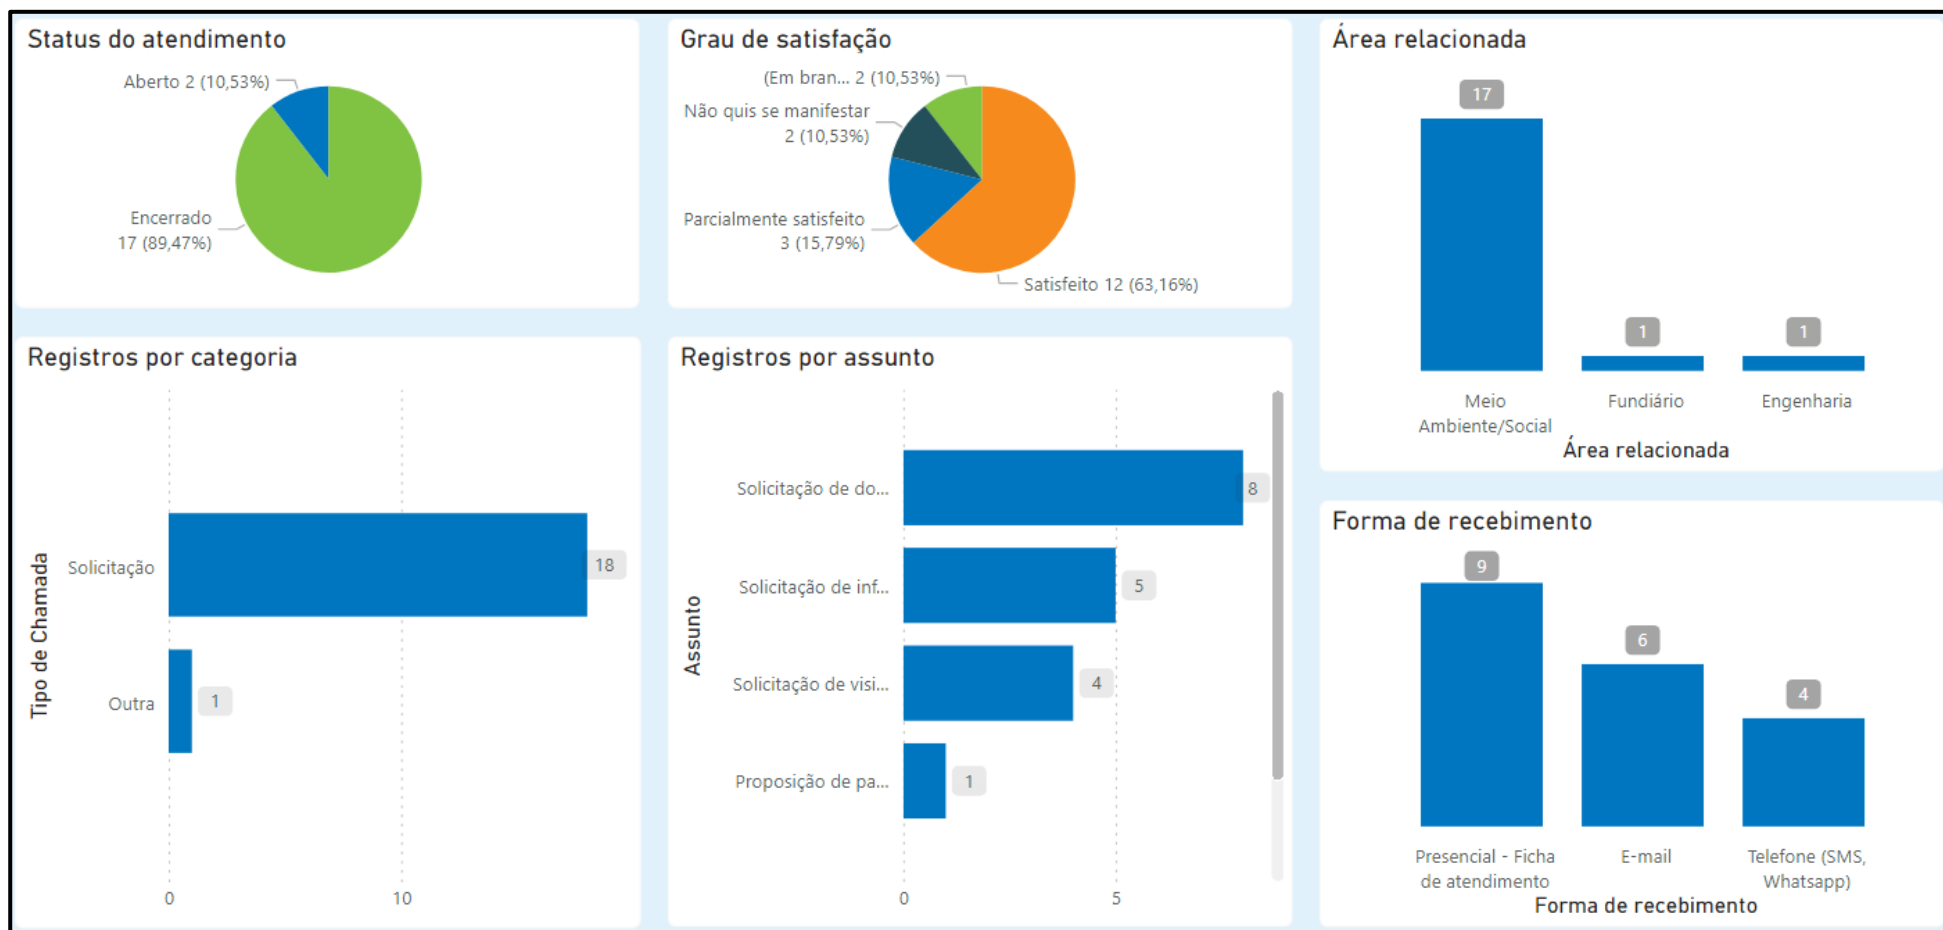 Status do atendimento
Aberto 2 (10,53%)
Encerrado
17 (89,47%)
Grau de satisfação
(Em bran... 2 (10,53%)
Não quis se manifestar
2 (10,53%)
Parcialmente satisfeito
3 (15,79%)
Satisfeito 12 (63,16%)
Área relacionada
17
1
1
Meio
Ambiente/Social
Fundiário
Engenharia
Área relacionada
Registros por categoria
Tipo de Chamada
Solicitação
18
Outra
1
0
10
Registros por assunto
Assunto
Solicitação de do...
8
Solicitação de inf...
5
Solicitação de visi...
4
Proposição de pa...
1
0
5
Forma de recebimento
9
6
4
Presencial - Ficha
de atendimento
E-mail
Telefone (SMS,
Whatsapp)
Forma de recebimento